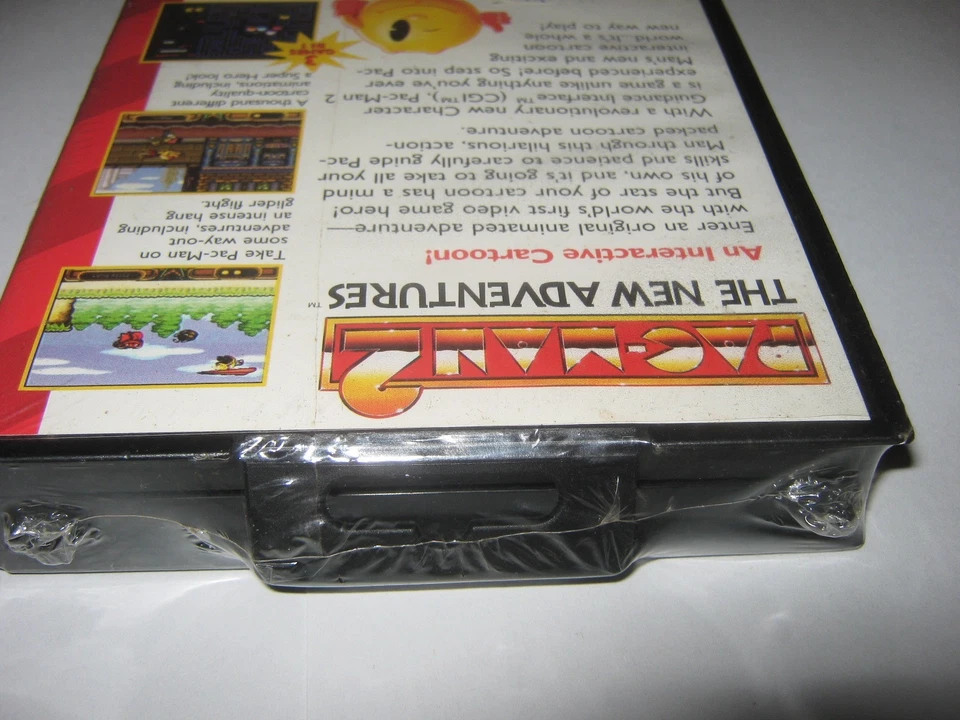 PAC-MAN 2
THE NEW ADVENTURES™
An Interactive Cartoon!
Enter an original animated adventure—
with the world's first video game hero!
But the star of your cartoon has a mind
of his own, and it's going to take all your
skills and patience to carefully guide Pac-
Man through this hilarious, action-
packed cartoon adventure.
With a revolutionary new Character
Guidance Interface™ (CGI™), Pac-Man 2
is a game unlike anything you've ever
experienced before! So step into Pac-
Man's new and exciting
interactive cartoon
world...It's a whole
new way to play!
Take Pac-Man on
some way-out
adventures, including
an intense hang
glider flight.
A thousand different
cartoon-quality
animations, including
a Super Hero look!
3
GAMES
IN 1